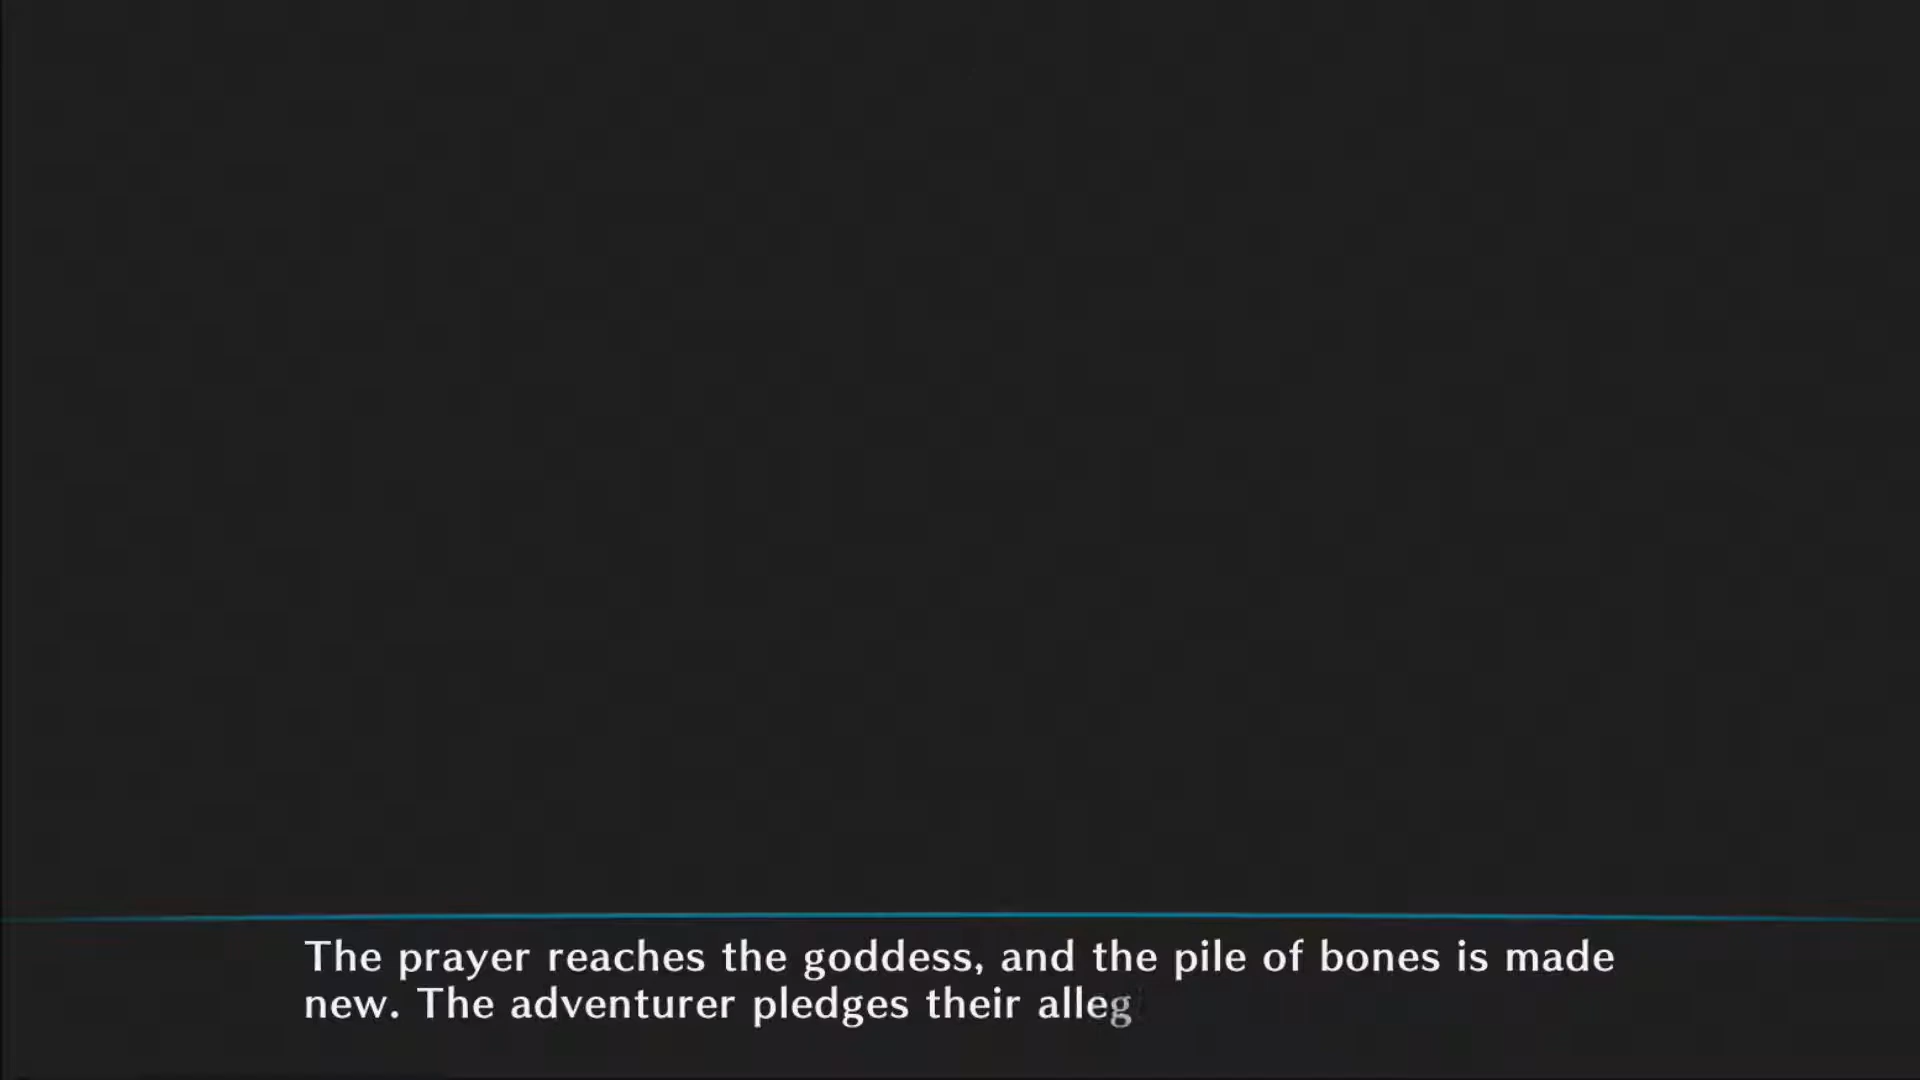 The prayer reaches the goddess, and the pile of bones is made
new. The adventurer pledges their alleg